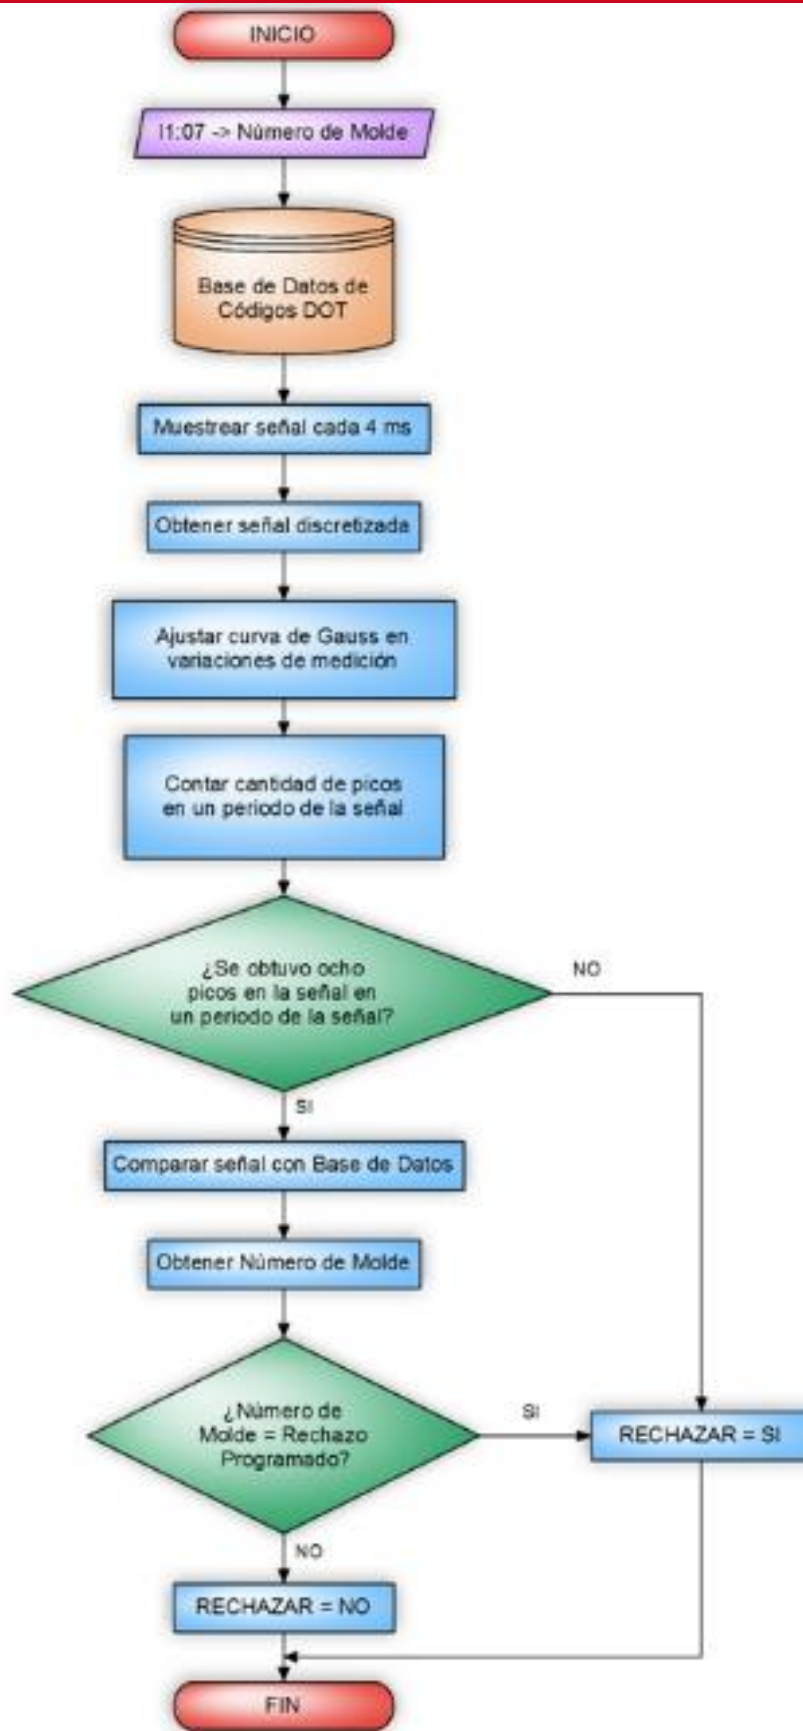 INICIO
I1:07 -> Número de Molde
Base de Datos de
Códigos DOT
Muestrear señal cada 4 ms
Obtener señal discretizada
Ajustar curva de Gauss en
variaciones de medición
Contar cantidad de picos
en un periodo de la señal
¿Se obtuvo ocho
picos en la señal en
un periodo de la señal?
NO
SI
Comparar señal con Base de Datos
Obtener Número de Molde
¿Número de
Molde = Rechazo
Programado?
SI
RECHAZAR = SI
NO
RECHAZAR = NO
FIN